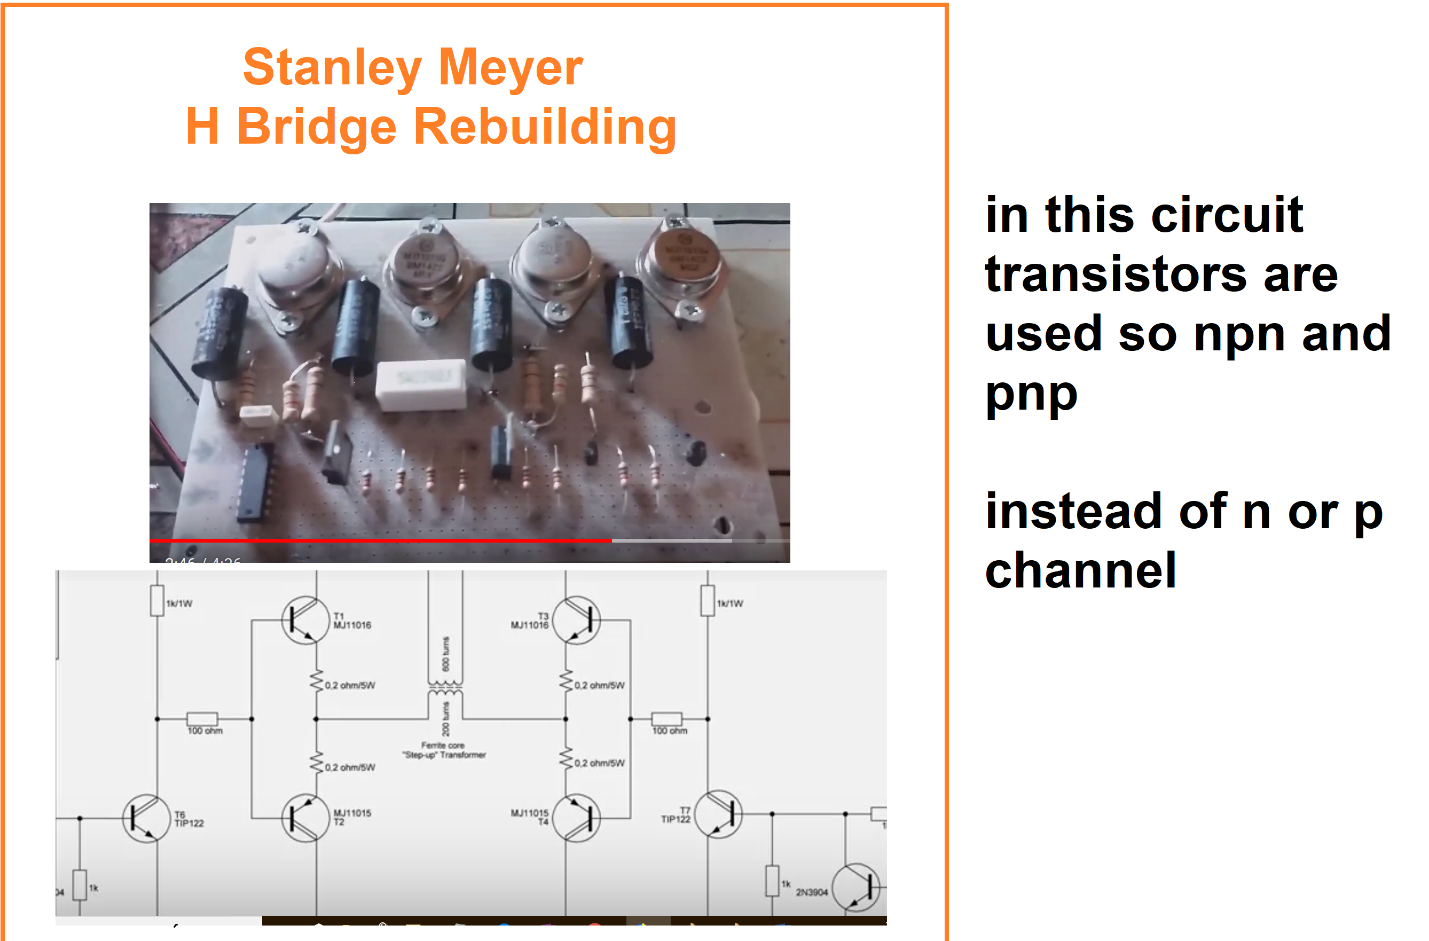 Stanley Meyer
H Bridge Rebuilding
in this circuit
transistors are
used so npn and
pnp
instead of n or p
channel
1k/1W
T1
MJ11016
T3
MJ11016
1k/1W
600 turns
0,2 ohm/5W
0,2 ohm/5W
100 ohm
200 turns
100 ohm
Ferrite core
"Step-up" Transformer
0,2 ohm/5W
0,2 ohm/5W
T6
TIP122
MJ11015
T2
MJ11015
T4
T7
TIP122
04
1k
1k
2N3904